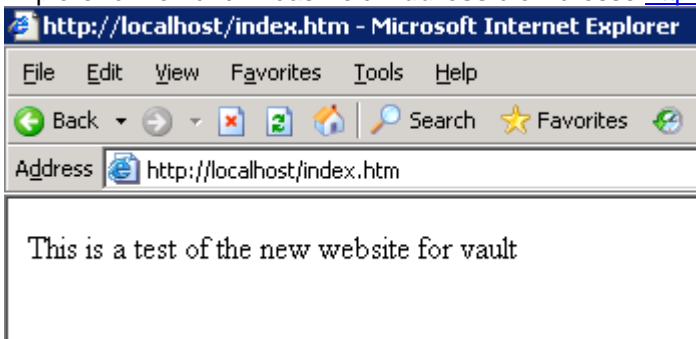 http://localhost/index.htm - Microsoft Internet Explorer
File Edit View Favorites Tools Help
Back Search Favorites
Address http://localhost/index.htm
This is a test of the new website for vault